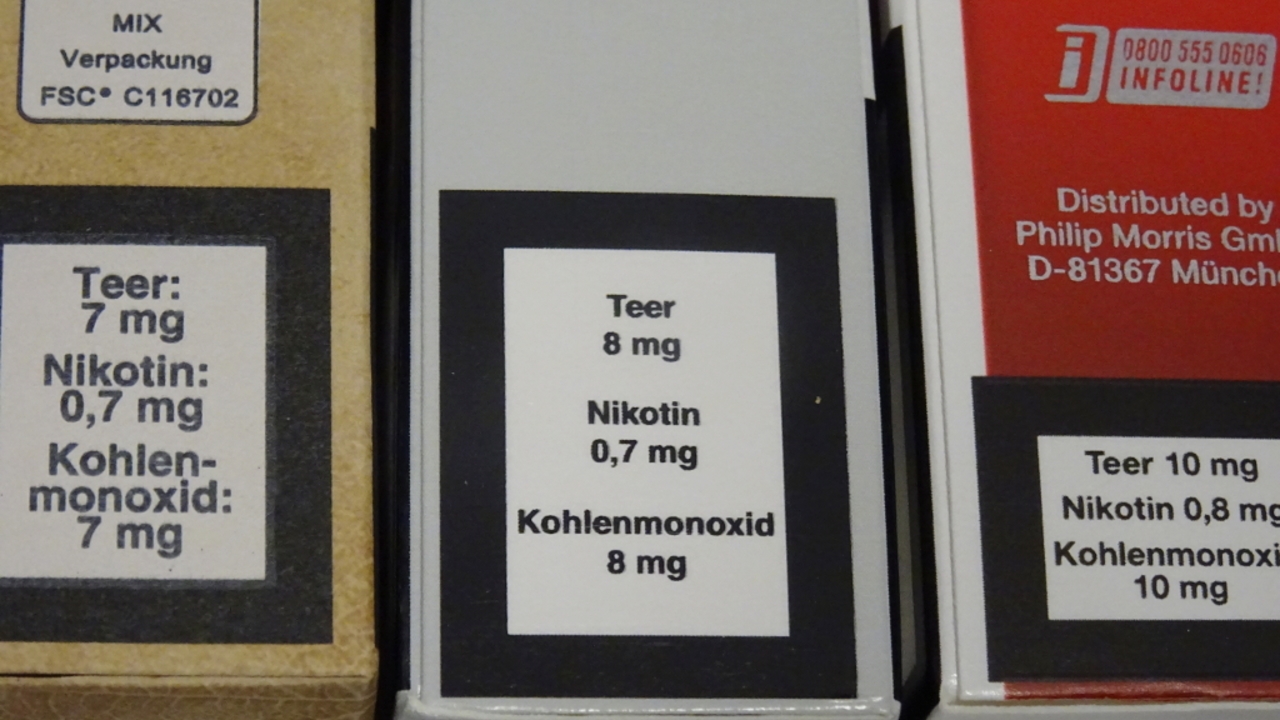 MIX
Verpackung
FSC® C116702
Teer:
7 mg
Nikotin:
0,7 mg
Kohlen-
monoxid:
7 mg
Teer
8 mg
Nikotin
0,7 mg
Kohlenmonoxid
8 mg
i
0800 555 0606
INFOLINE!
Distributed by
Philip Morris Gmb
D-81367 Münche
Teer 10 mg
Nikotin 0,8 mg
Kohlenmonoxi
10 mg